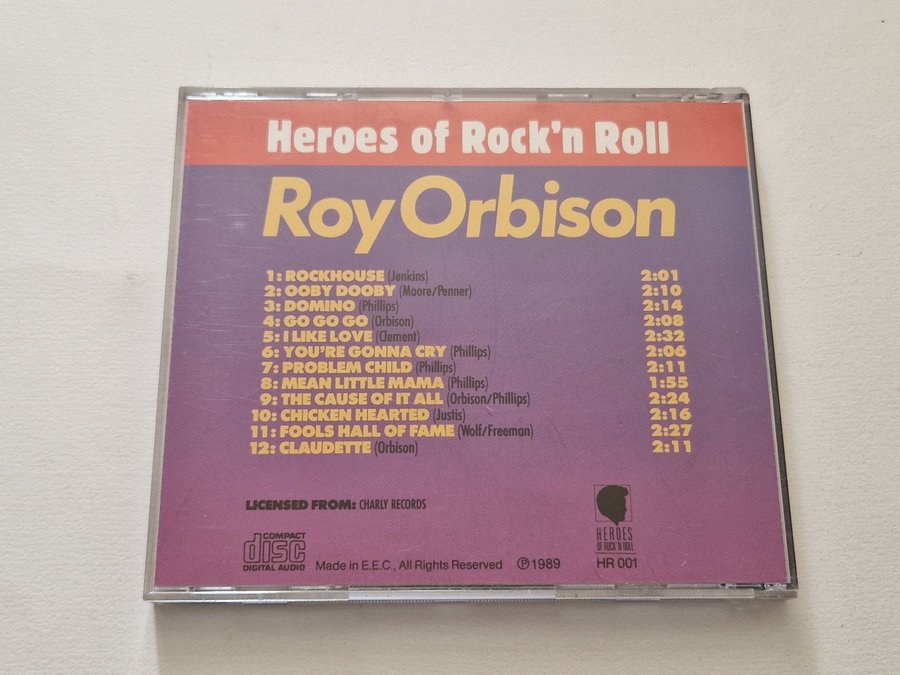 Heroes of Rock'n Roll
Roy Orbison
1: ROCKHOUSE (Jenkins) 2:01
2: OOBY DOOBY (Moore/Penner) 2:10
3: DOMINO (Phillips) 2:14
4: GO GO GO (Orbison) 2:08
5: I LIKE LOVE (Clement) 2:32
6: YOU'RE GONNA CRY (Phillips) 2:06
7: PROBLEM CHILD (Phillips) 2:11
8: MEAN LITTLE MAMA (Phillips) 1:55
9: THE CAUSE OF IT ALL (Orbison/Phillips) 2:24
10: CHICKEN HEARTED (Justis) 2:16
11: FOOLS HALL OF FAME (Wolf/Freeman) 2:27
12: CLAUDETTE (Orbison) 2:11
LICENSED FROM: CHARLY RECORDS
COMPACT
disc
DIGITAL AUDIO
Made in E.E.C., All Rights Reserved ℗ 1989
HEROES
OF ROCK 'N ROLL
HR 001